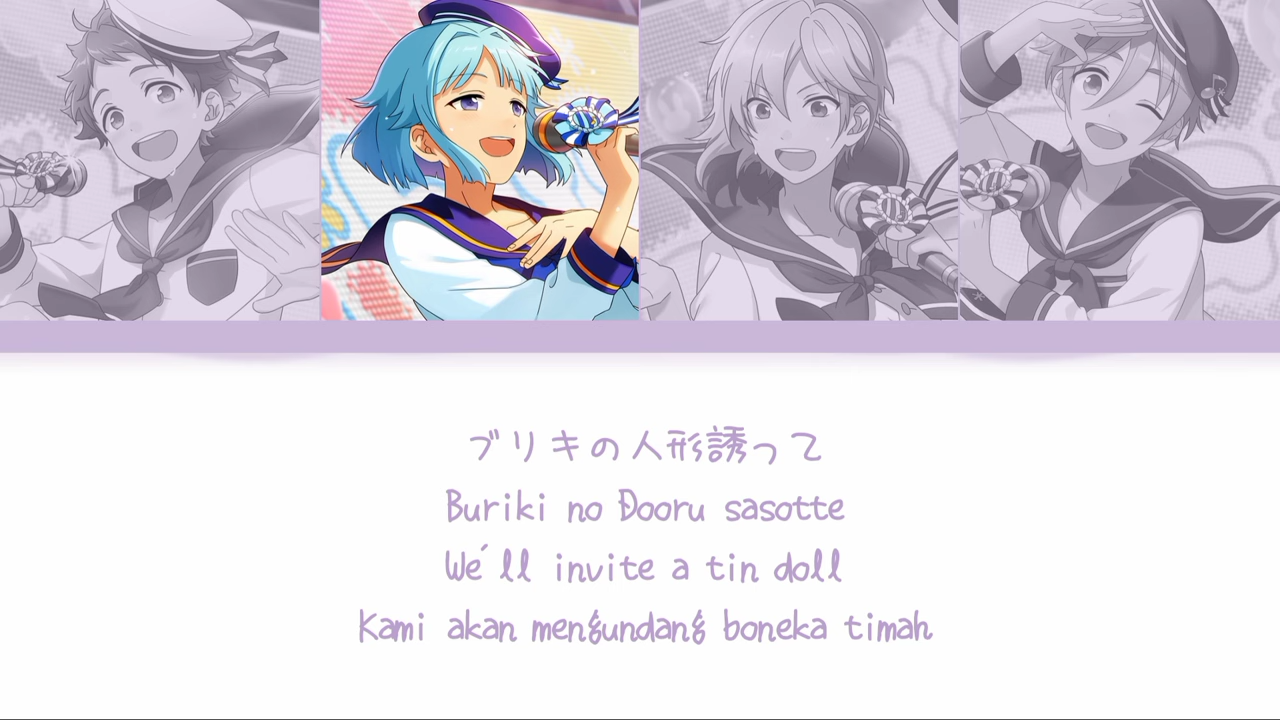 ブリキの人形誘って
Buriki no Dooru sasotte
We'll invite a tin doll
Kami akan mengundang boneka timah